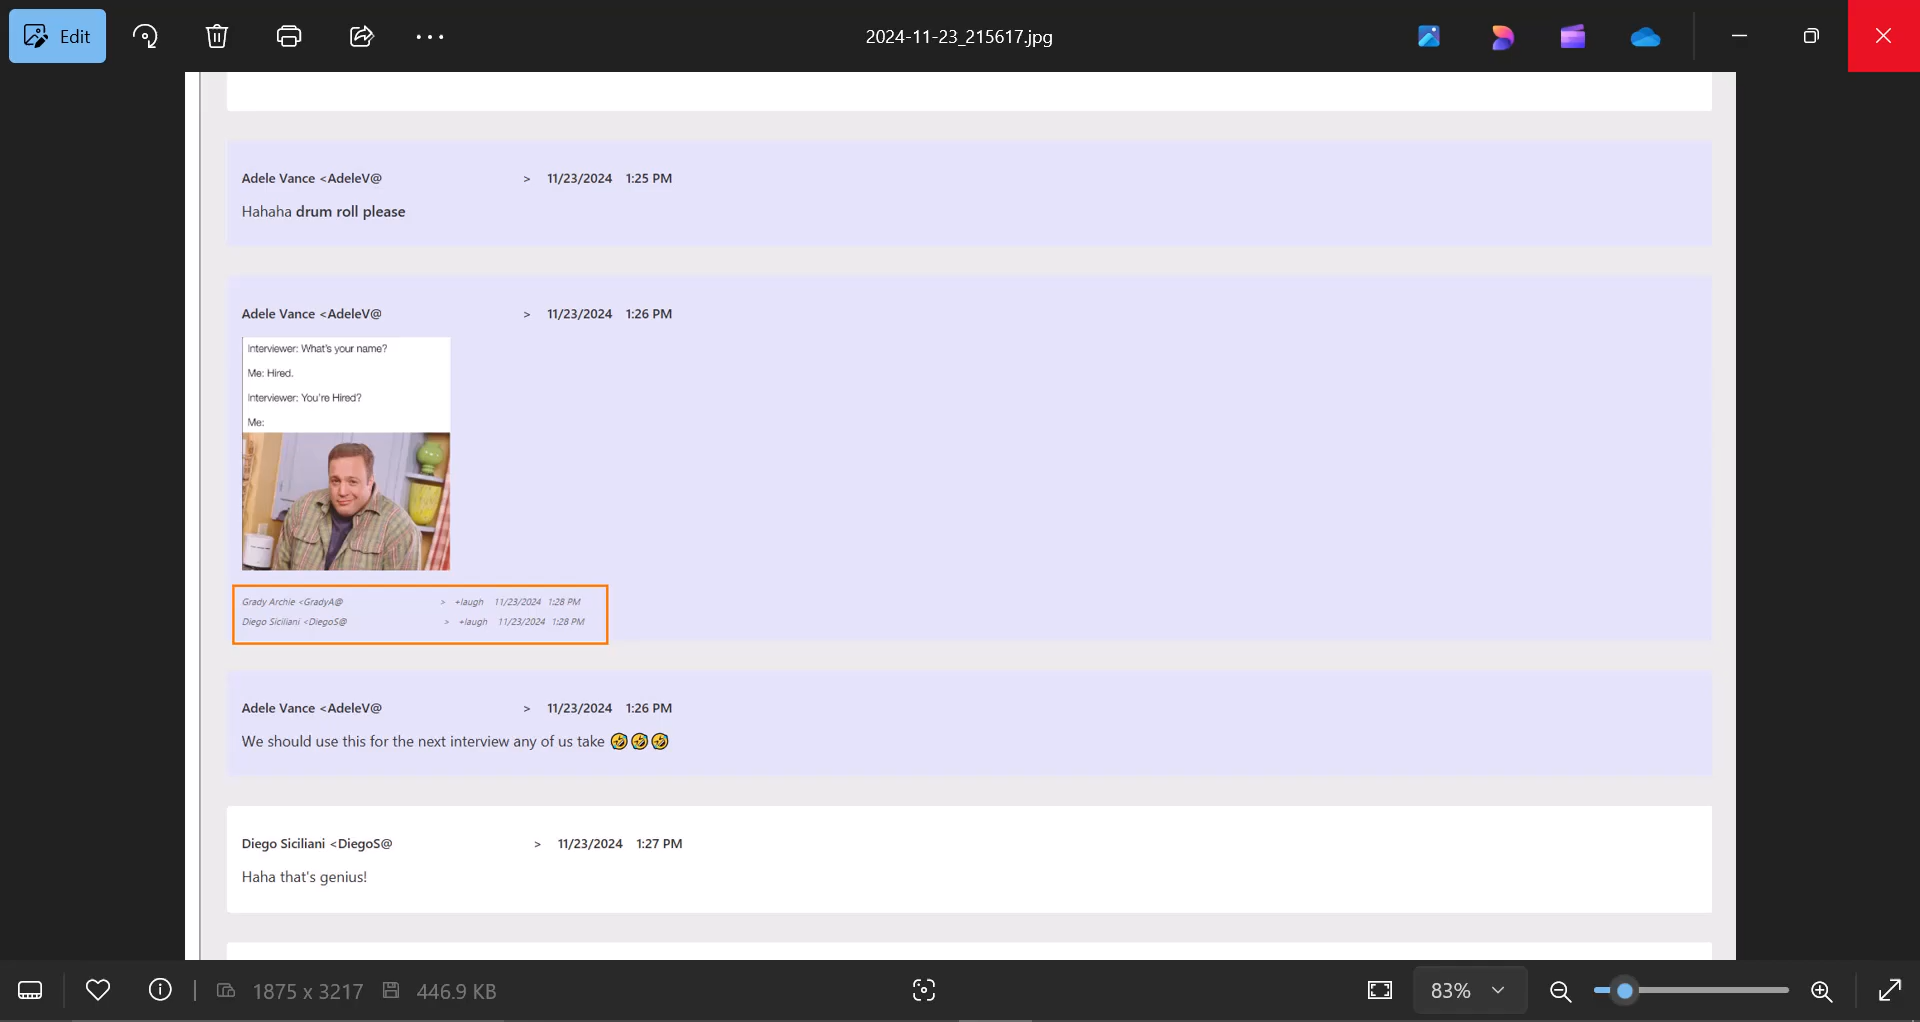 Edit
2024-11-23_215617.jpg
Adele Vance <AdeleV@ > 11/23/2024 1:25 PM
Hahaha drum roll please
Adele Vance <AdeleV@ > 11/23/2024 1:26 PM
Interviewer: What's your name?
Me: Hired.
Interviewer: You're Hired?
Me:
Grady Archie <GradyA@ > +laugh 11/23/2024 1:28 PM
Diego Siciliani <DiegoS@ > +laugh 11/23/2024 1:28 PM
Adele Vance <AdeleV@ > 11/23/2024 1:26 PM
We should use this for the next interview any of us take 🤣🤣🤣
Diego Siciliani <DiegoS@ > 11/23/2024 1:27 PM
Haha that's genius!
1875 x 3217 446.9 KB
83%